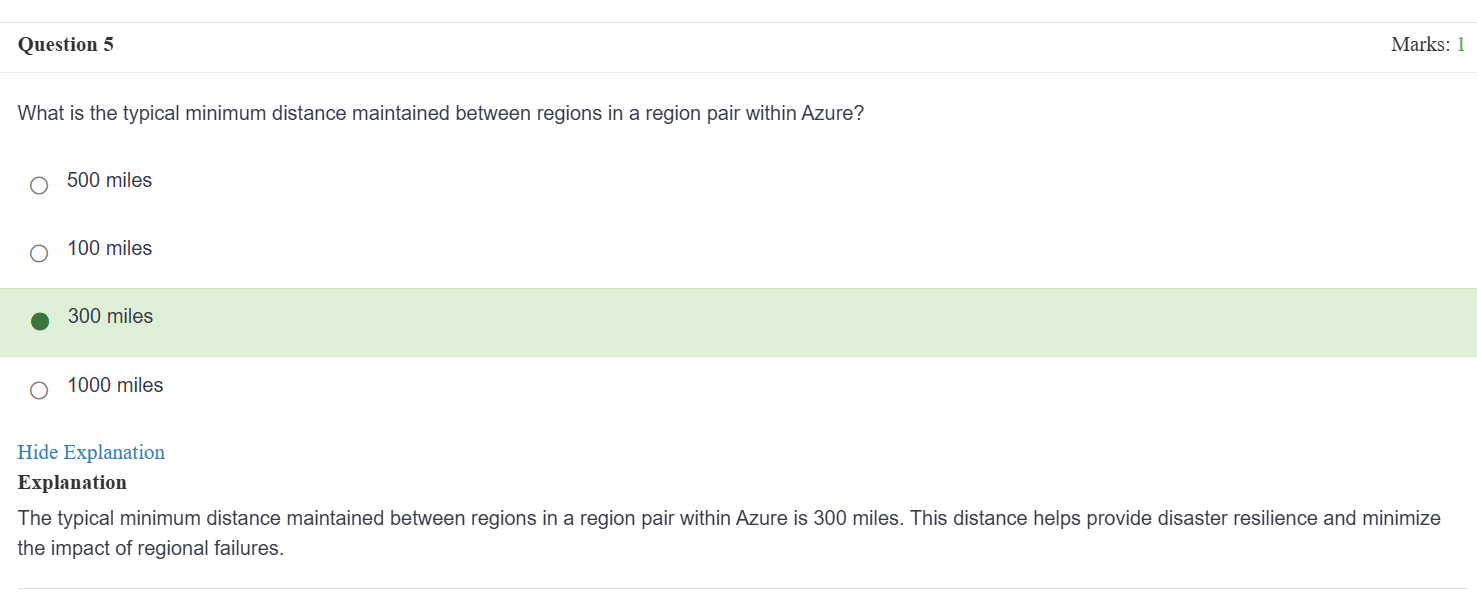 Question 5
Marks: 1
What is the typical minimum distance maintained between regions in a region pair within Azure?
500 miles
100 miles
300 miles
1000 miles
Hide Explanation
Explanation
The typical minimum distance maintained between regions in a region pair within Azure is 300 miles. This distance helps provide disaster resilience and minimize
the impact of regional failures.